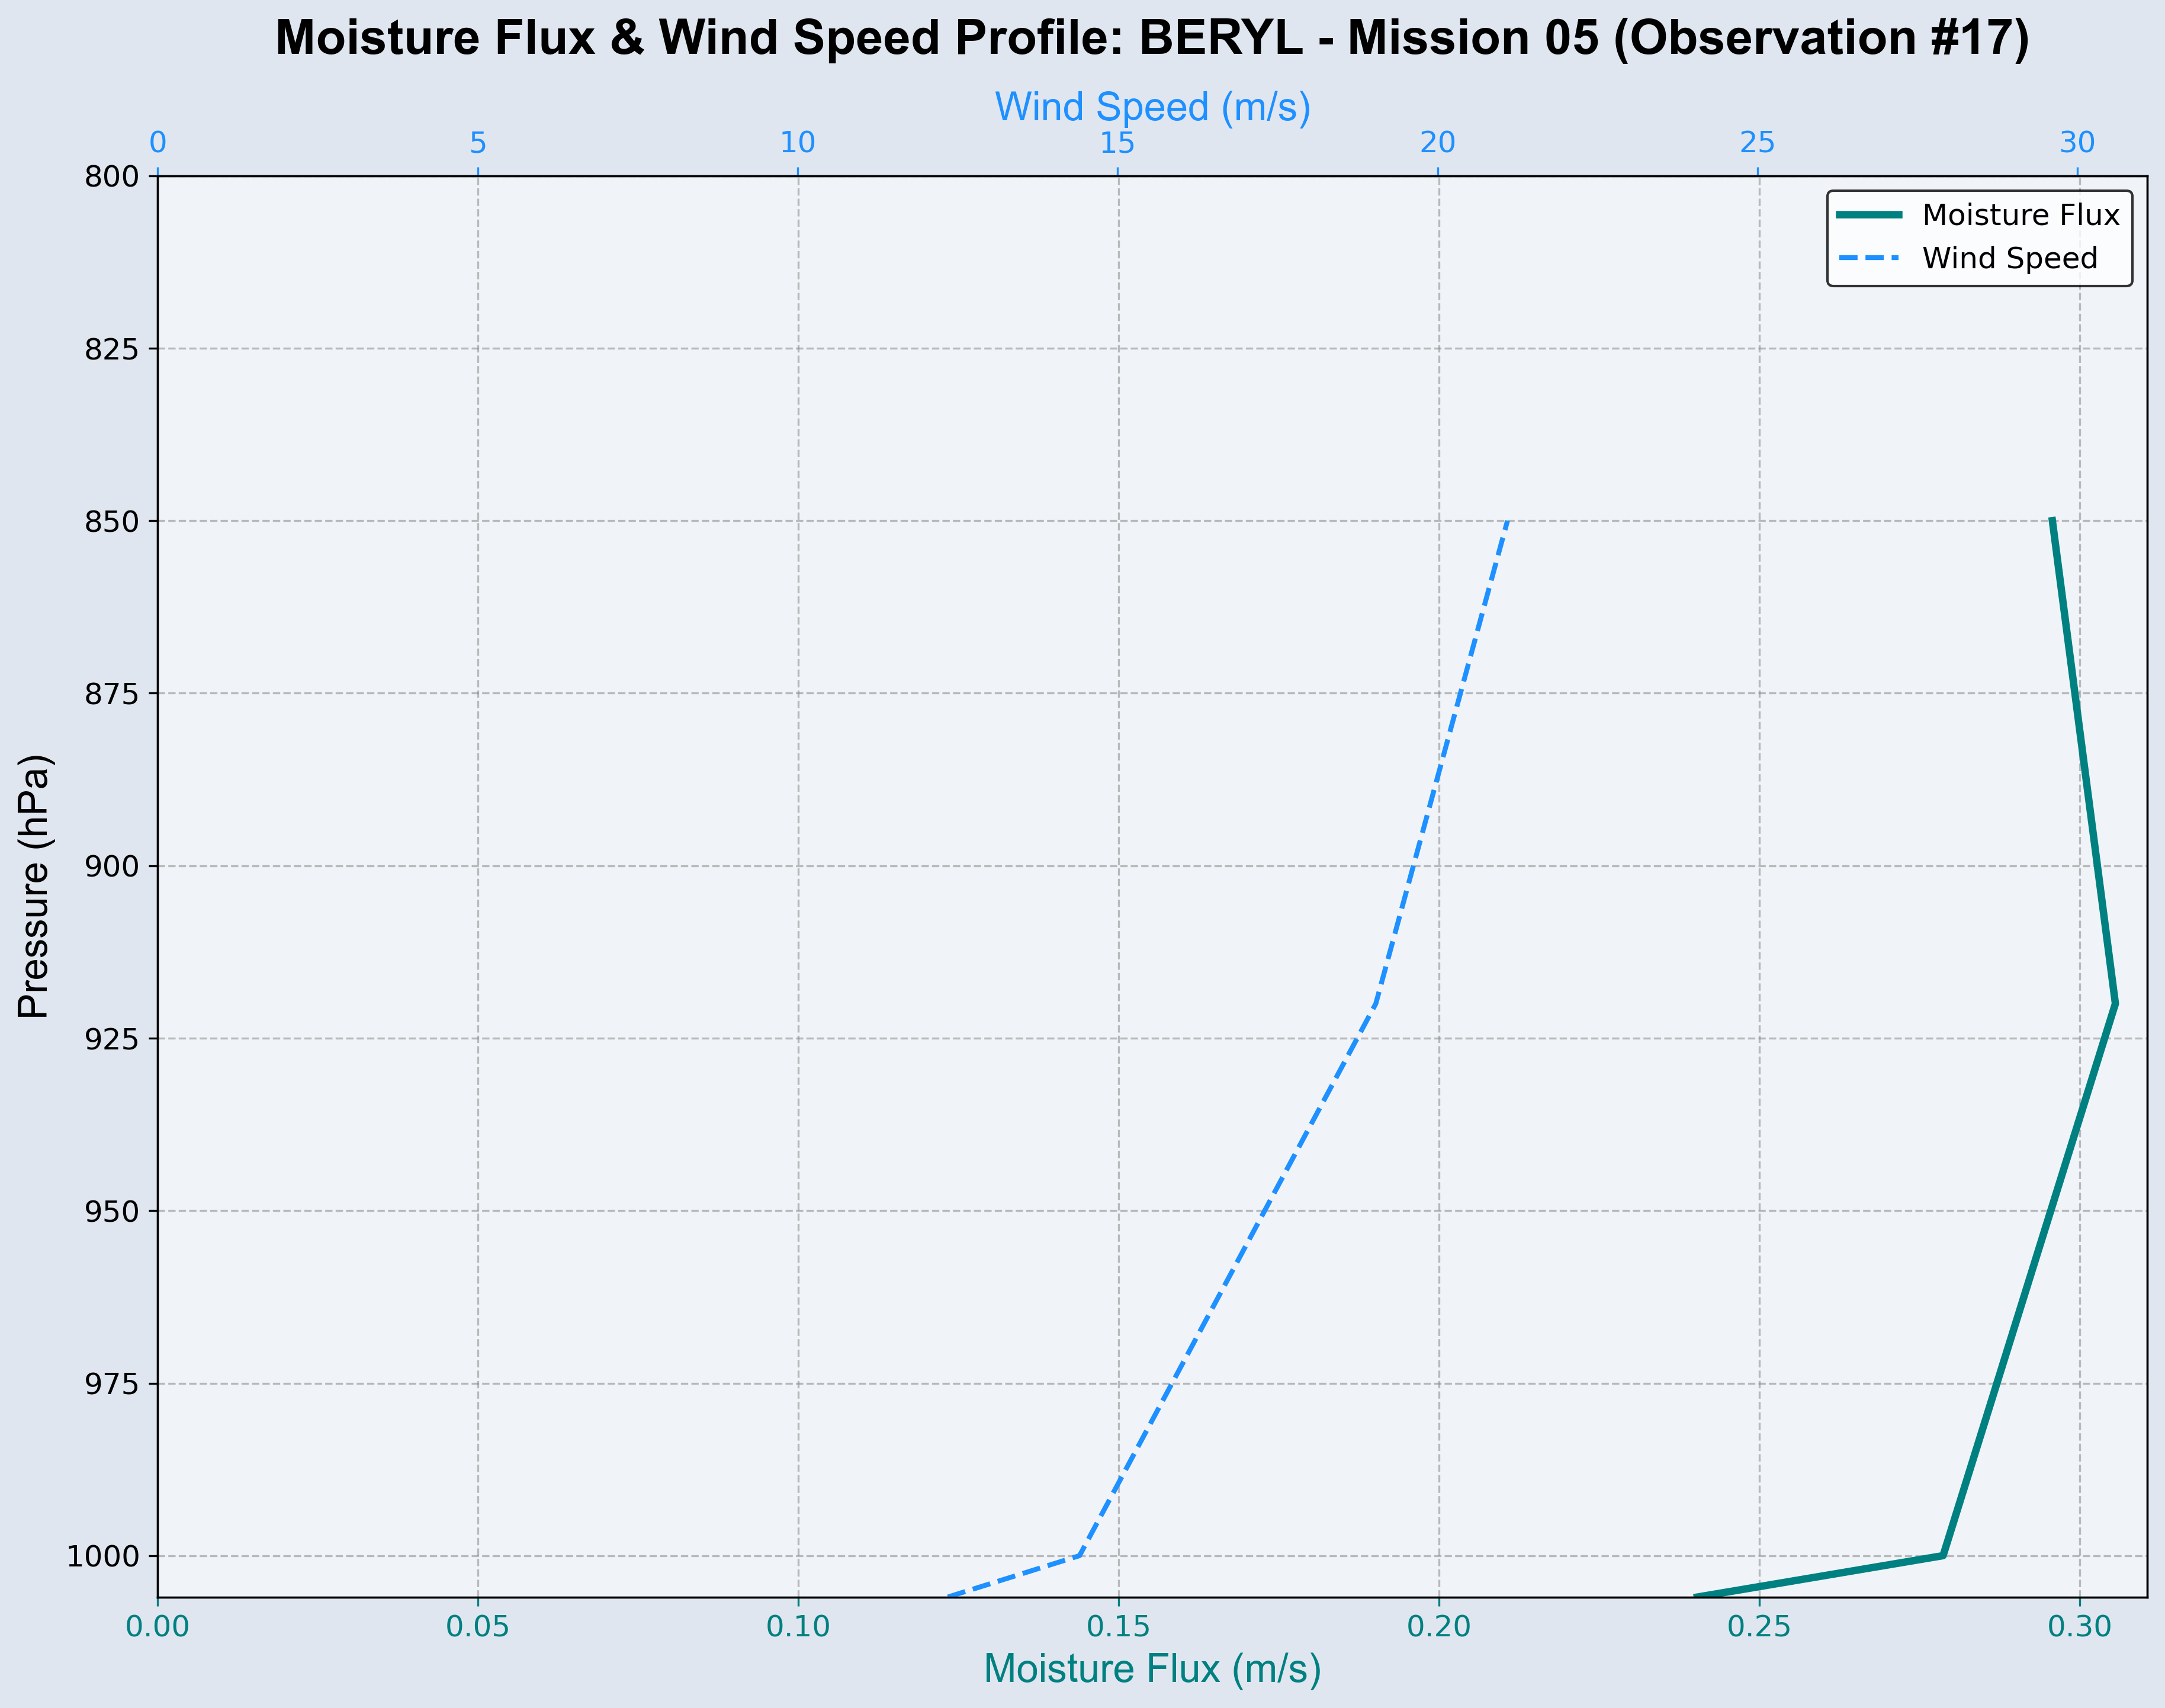 Moisture Flux & Wind Speed Profile: BERYL - Mission 05 (Observation #17)
Wind Speed (m/s)
0 5 10 15 20 25 30
Moisture Flux
Wind Speed
800
825
850
875
900
925
950
975
1000
Pressure (hPa)
0.00 0.05 0.10 0.15 0.20 0.25 0.30
Moisture Flux (m/s)